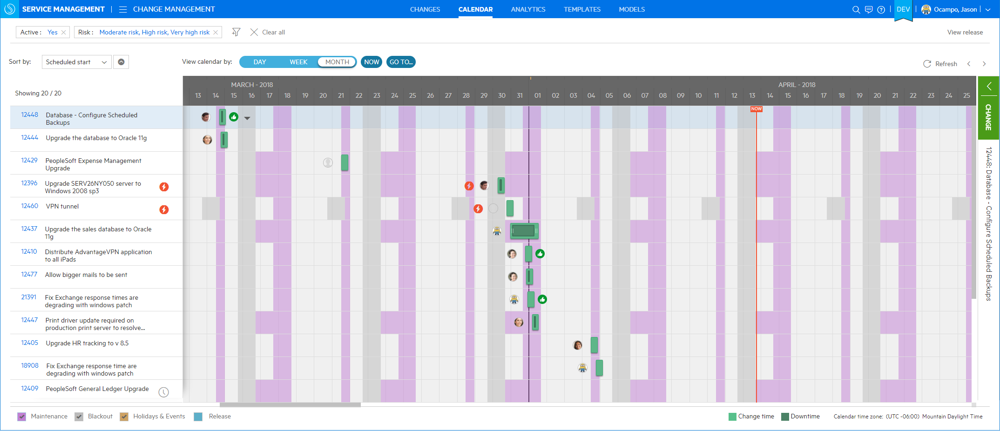 SERVICE MANAGEMENT
CHANGE MANAGEMENT
CHANGES
CALENDAR
ANALYTICS
TEMPLATES
MODELS
DEV
Ocampo, Jason
Active : Yes
Risk : Moderate risk, High risk, Very high risk
Clear all
View release
Sort by:
Scheduled start
View calendar by:
DAY
WEEK
MONTH
NOW
GO TO...
Refresh
Showing 20 / 20
MARCH - 2018
APRIL - 2018
13 14 15 16 17 18 19 20 21 22 23 24 25 26 27 28 29 30 31 01 02 03 04 05 06 07 08 09 10 11 12 13 14 15 16 17 18 19 20 21 22 23 24 25
NOW
12448 Database - Configure Scheduled
Backups
12444 Upgrade the database to Oracle 11g
12429 PeopleSoft Expense Management
Upgrade
12396 Upgrade SERV26NY050 server to
Windows 2008 sp3
12460 VPN tunnel
12437 Upgrade the sales database to Oracle
11g
12410 Distribute AdvantageVPN application
to all iPads
12477 Allow bigger mails to be sent
21391 Fix Exchange response times are
degrading with windows patch
12447 Print driver update required on
production print server to resolve...
12405 Upgrade HR tracking to v 8.5
18908 Fix Exchange response time are
degrading with windows patch
12409 PeopleSoft General Ledger Upgrade
CHANGE
12448: Database - Configure Scheduled Backups
Maintenance
Blackout
Holidays & Events
Release
Change time
Downtime
Calendar time zone: (UTC -06:00) Mountain Daylight Time